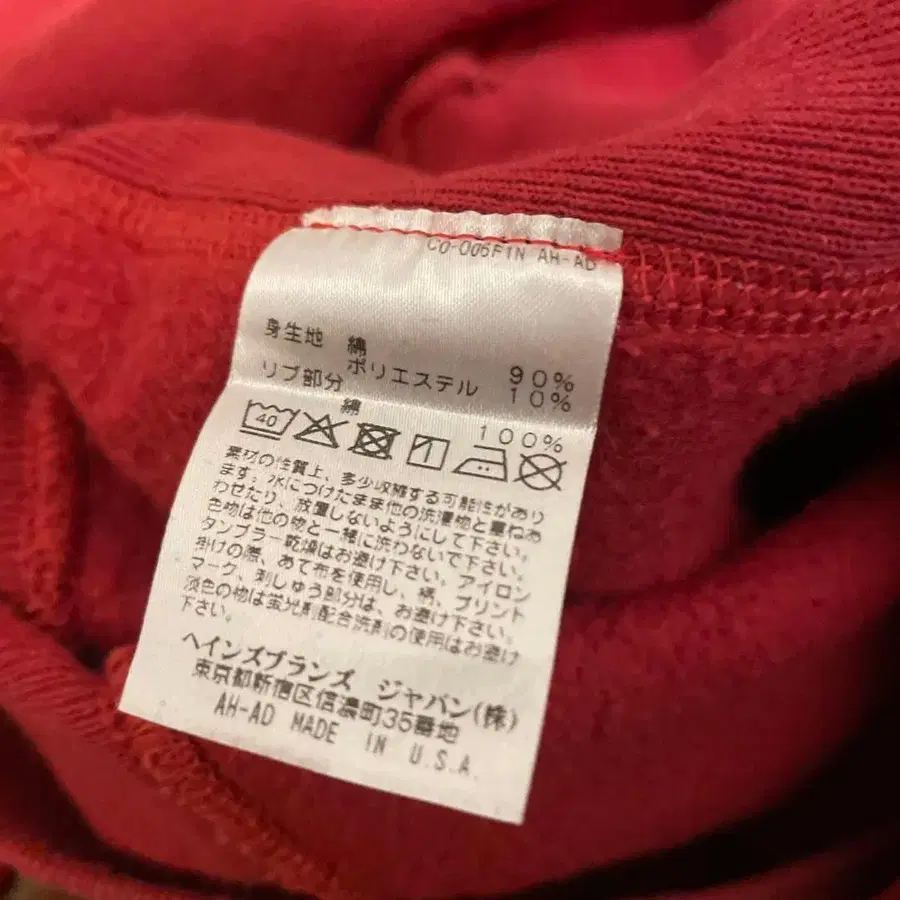 CO-006F1N AH-AD
身生地 綿 90%
ポリエステル 10%
リブ部分 綿 100%
40
素材の性質上、多少収縮する可能性があり
ます。水につけたまま他の洗濯物と重ねあ
わせたり、放置しないようにして下さい。
色物は他の物と一緒に洗わないで下さい。
タンブラー乾燥はお避け下さい。アイロン
掛けの際、あて布を使用し、柄、プリント
マーク、刺しゅう部分は、お避け下さい。
淡色の物は蛍光剤配合洗剤の使用はお避け
下さい。
ヘインズブランズ ジャパン(株)
東京都新宿区信濃町35番地
AH-AD MADE IN U.S.A.